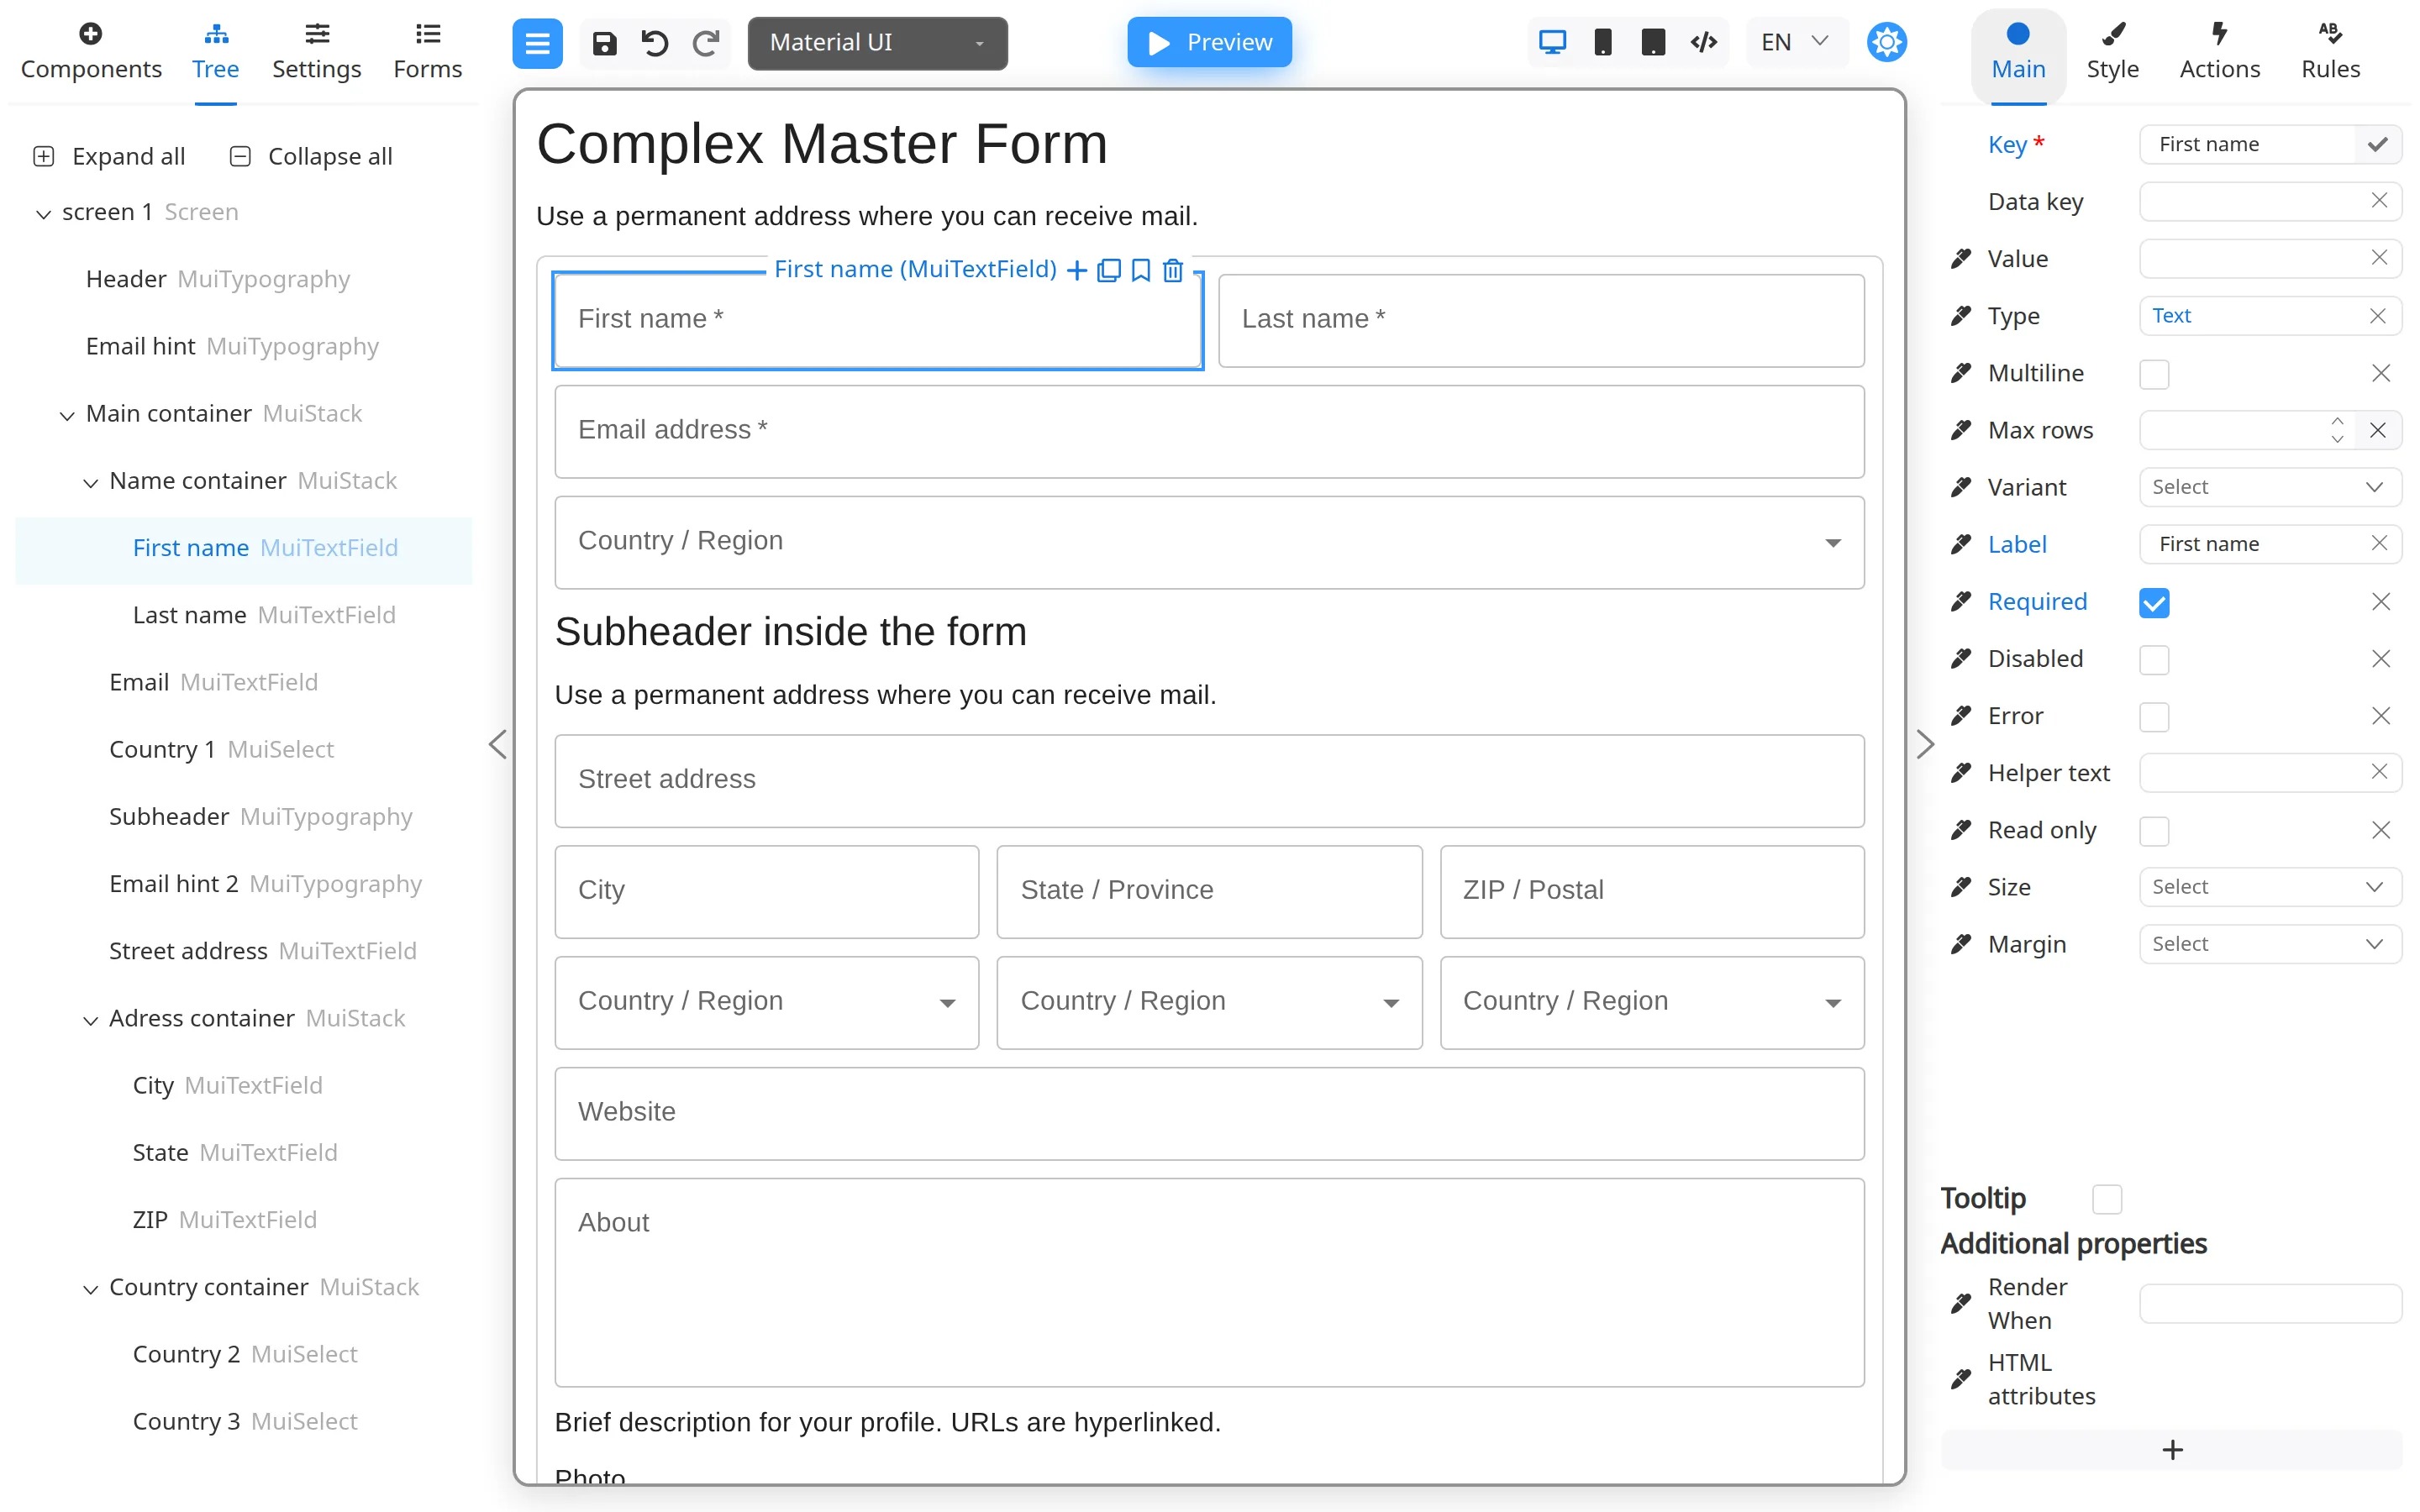 Components Tree Settings Forms
Material UI
Preview
EN
Main Style Actions Rules
Expand all Collapse all
screen 1 Screen
Header MuiTypography
Email hint MuiTypography
Main container MuiStack
Name container MuiStack
First name MuiTextField
Last name MuiTextField
Email MuiTextField
Country 1 MuiSelect
Subheader MuiTypography
Email hint 2 MuiTypography
Street address MuiTextField
Adress container MuiStack
City MuiTextField
State MuiTextField
ZIP MuiTextField
Country container MuiStack
Country 2 MuiSelect
Country 3 MuiSelect
Complex Master Form
Use a permanent address where you can receive mail.
First name (MuiTextField)
First name * Last name *
Email address *
Country / Region
Subheader inside the form
Use a permanent address where you can receive mail.
Street address
City State / Province ZIP / Postal
Country / Region Country / Region Country / Region
Website
About
Brief description for your profile. URLs are hyperlinked.
Photo
Key * First name
Data key
Value
Type Text
Multiline
Max rows
Variant Select
Label First name
Required
Disabled
Error
Helper text
Read only
Size Select
Margin Select
Tooltip
Additional properties
Render
When
HTML
attributes